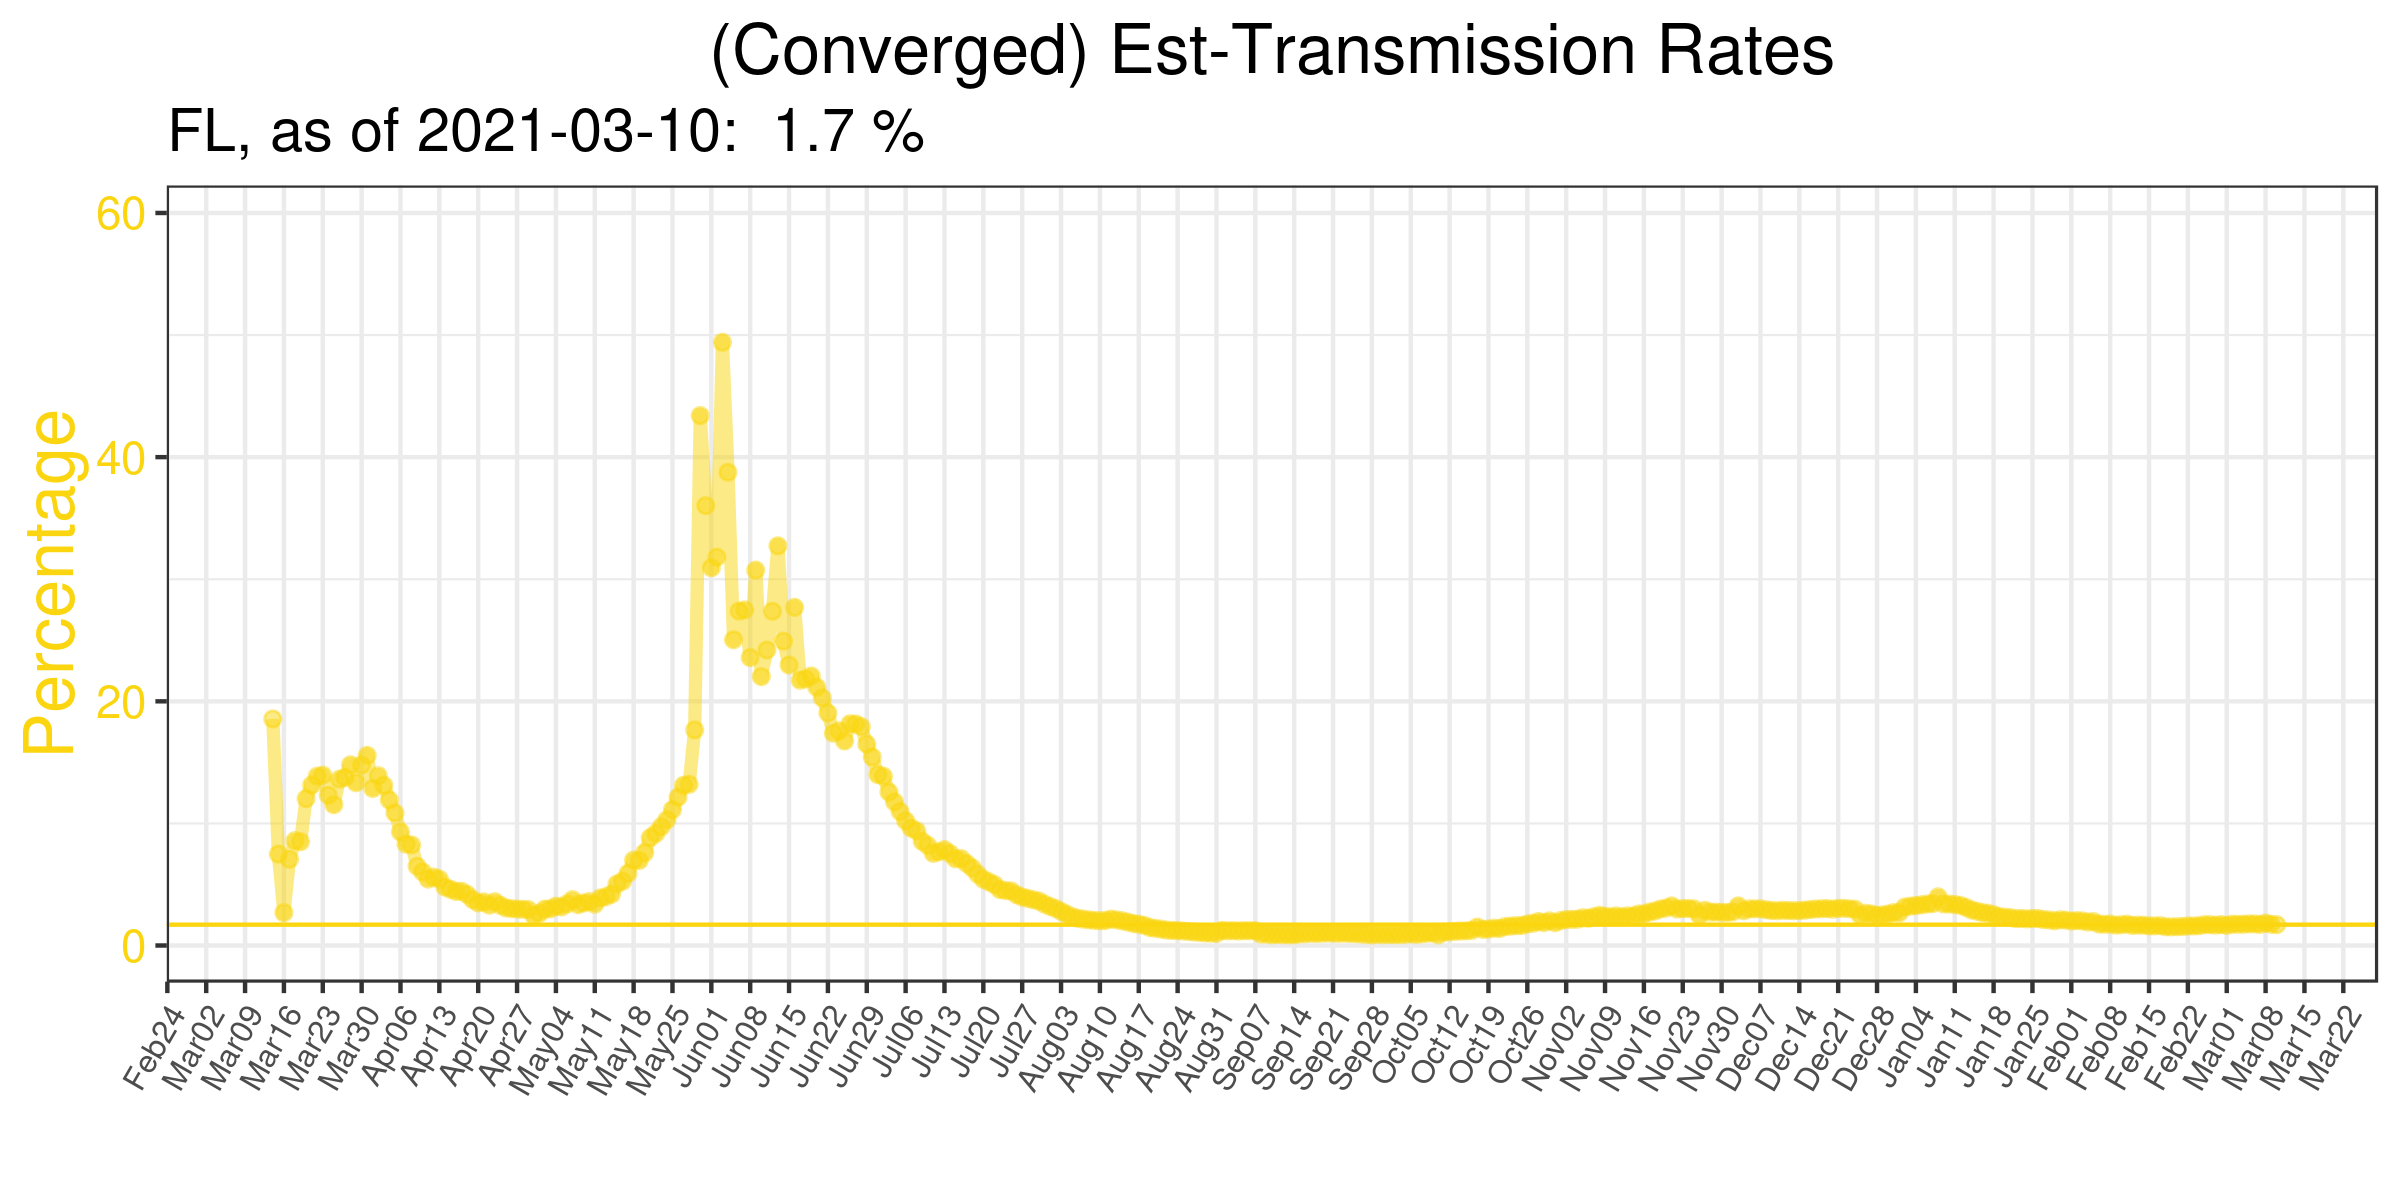 (Converged) Est-Transmission Rates
FL, as of 2021-03-10:  1.7 %
Percentage
60
40
20
0
Feb24
Mar02
Mar09
Mar16
Mar23
Mar30
Apr06
Apr13
Apr20
Apr27
May04
May11
May18
May25
Jun01
Jun08
Jun15
Jun22
Jun29
Jul06
Jul13
Jul20
Jul27
Aug03
Aug10
Aug17
Aug24
Aug31
Sep07
Sep14
Sep21
Sep28
Oct05
Oct12
Oct19
Oct26
Nov02
Nov09
Nov16
Nov23
Nov30
Dec07
Dec14
Dec21
Dec28
Jan04
Jan11
Jan18
Jan25
Feb01
Feb08
Feb15
Feb22
Mar01
Mar08
Mar15
Mar22